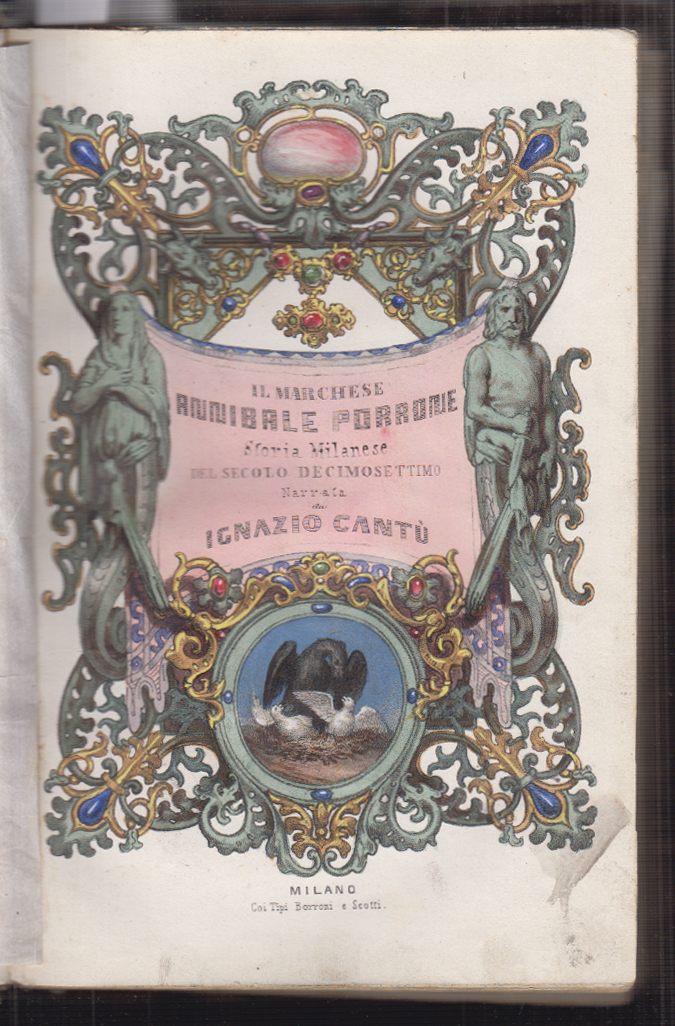 IL MARCHESE
ANNIBALE PORRONE
Storia Milanese
DEL SECOLO DECIMOSETTIMO
Narrata
da
IGNAZIO CANTÙ
MILANO
Coi Tipi Borroni e Scotti.